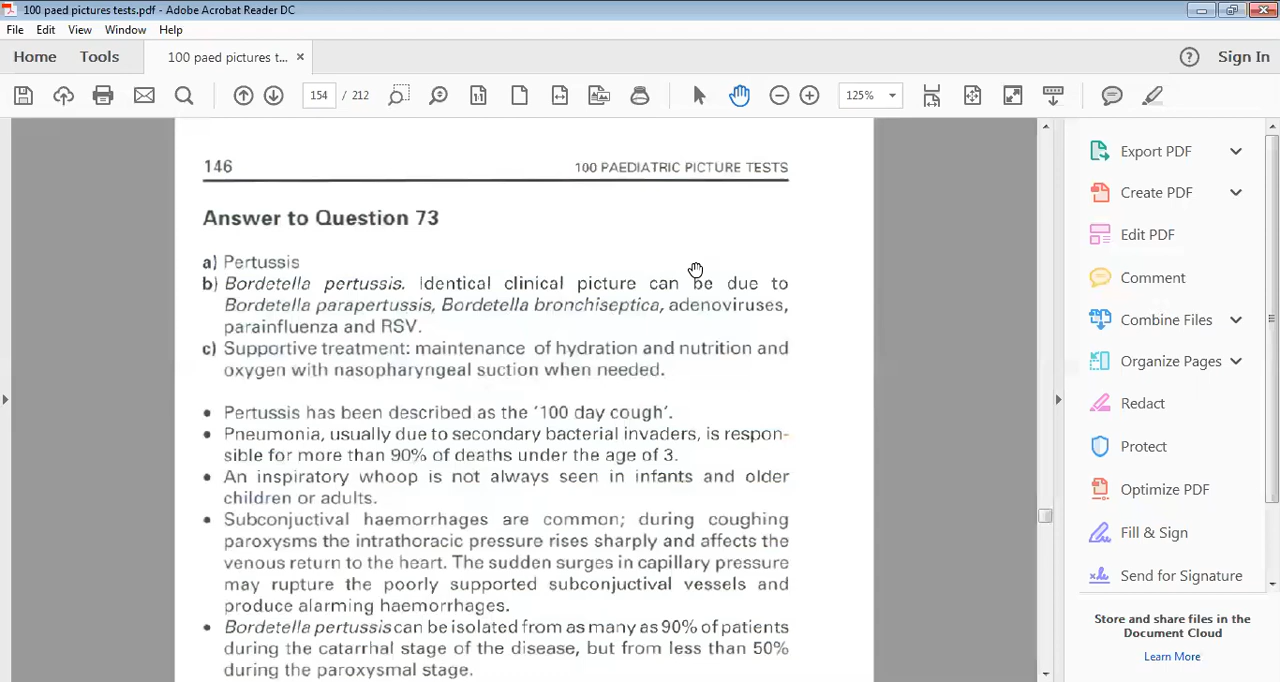 100 paed pictures tests.pdf - Adobe Acrobat Reader DC
File Edit View Window Help
Home Tools 100 paed pictures t... × Sign In
154 / 212 125%
146 100 PAEDIATRIC PICTURE TESTS
Answer to Question 73
a) Pertussis
b) Bordetella pertussis. Identical clinical picture can be due to
Bordetella parapertussis, Bordetella bronchiseptica, adenoviruses,
parainfluenza and RSV.
c) Supportive treatment: maintenance of hydration and nutrition and
oxygen with nasopharyngeal suction when needed.
• Pertussis has been described as the '100 day cough'.
• Pneumonia, usually due to secondary bacterial invaders, is respon-
sible for more than 90% of deaths under the age of 3.
• An inspiratory whoop is not always seen in infants and older
children or adults.
• Subconjuctival haemorrhages are common; during coughing
paroxysms the intrathoracic pressure rises sharply and affects the
venous return to the heart. The sudden surges in capillary pressure
may rupture the poorly supported subconjuctival vessels and
produce alarming haemorrhages.
• Bordetella pertussis can be isolated from as many as 90% of patients
during the catarrhal stage of the disease, but from less than 50%
during the paroxysmal stage.
Export PDF
Create PDF
Edit PDF
Comment
Combine Files
Organize Pages
Redact
Protect
Optimize PDF
Fill & Sign
Send for Signature
Store and share files in the
Document Cloud
Learn More